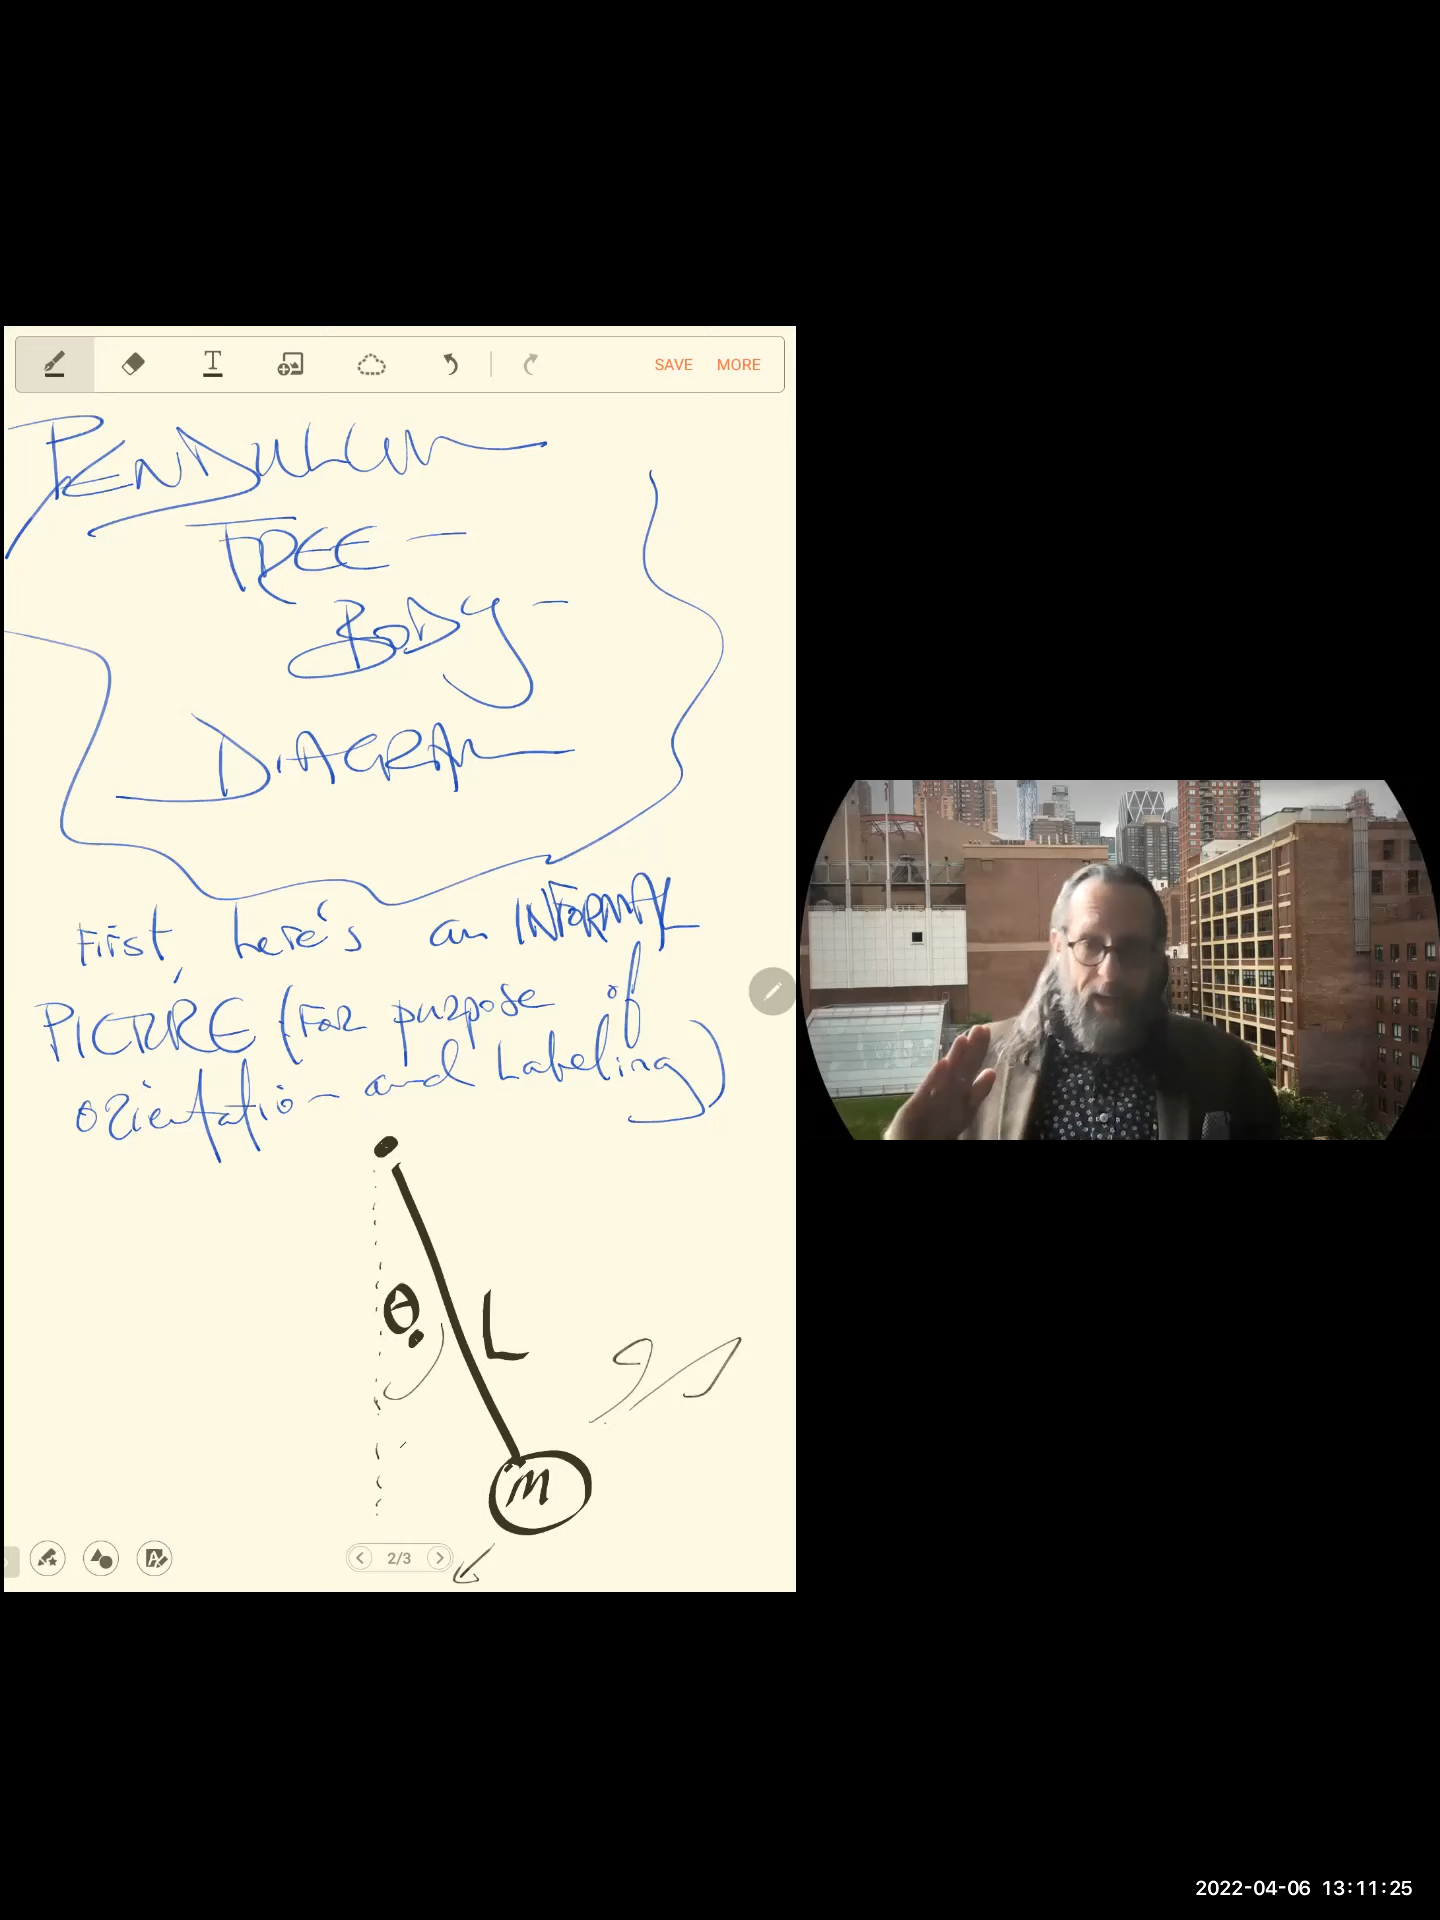 T SAVE MORE
PENDULUM
FREE-
BODY-
DIAGRAM
First, here's an INFORMAL
PICTURE (FOR purpose of
orientation and Labeling)
θ
L
m
2/3
2022-04-06 13:11:25